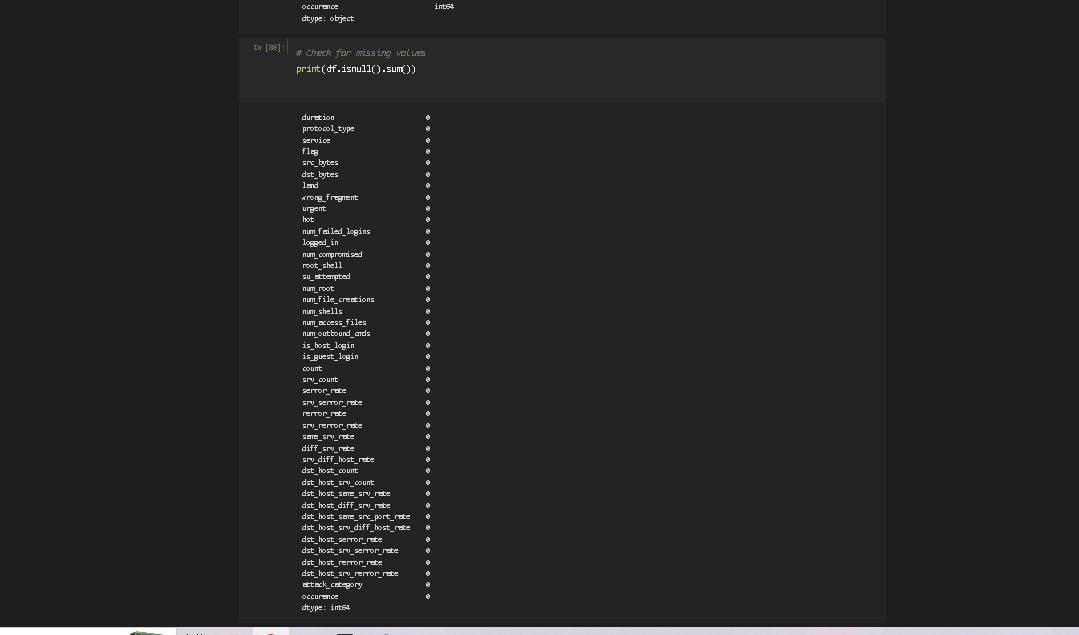 occurance int64
dtype: object
In [86]:
# Check for missing values
print(df.isnull().sum())
duration 0
protocol_type 0
service 0
flag 0
src_bytes 0
dst_bytes 0
land 0
wrong_fragment 0
urgent 0
hot 0
num_failed_logins 0
logged_in 0
num_compromised 0
root_shell 0
su_attempted 0
num_root 0
num_file_creations 0
num_shells 0
num_access_files 0
num_outbound_cmds 0
is_host_login 0
is_guest_login 0
count 0
srv_count 0
serror_rate 0
srv_serror_rate 0
rerror_rate 0
srv_rerror_rate 0
same_srv_rate 0
diff_srv_rate 0
srv_diff_host_rate 0
dst_host_count 0
dst_host_srv_count 0
dst_host_same_srv_rate 0
dst_host_diff_srv_rate 0
dst_host_same_src_port_rate 0
dst_host_srv_diff_host_rate 0
dst_host_serror_rate 0
dst_host_srv_serror_rate 0
dst_host_rerror_rate 0
dst_host_srv_rerror_rate 0
attack_category 0
occurance 0
dtype: int64